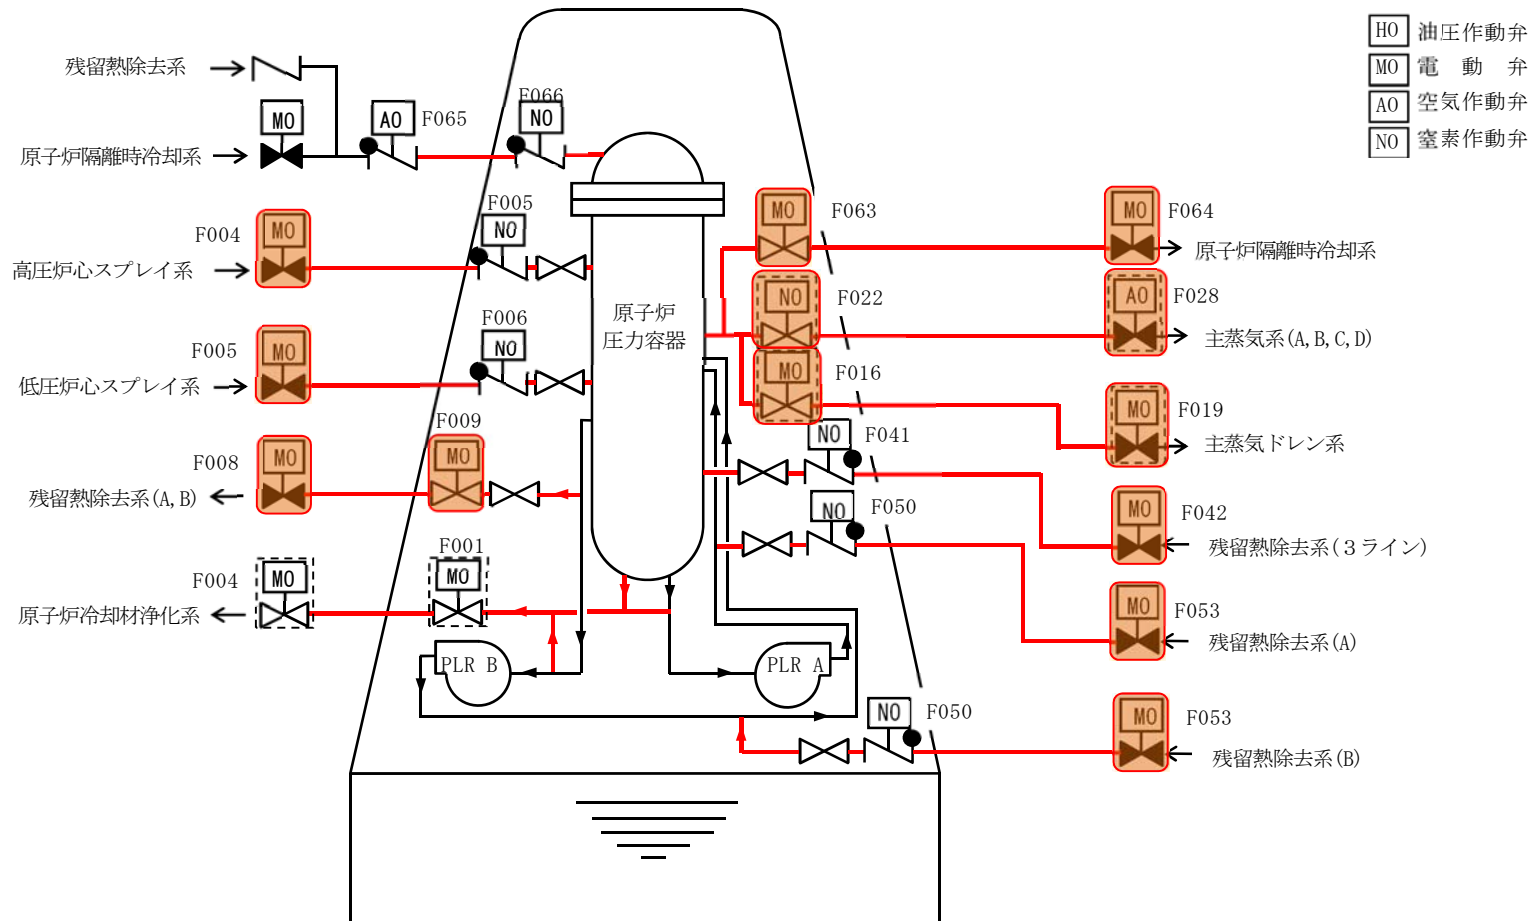 HO 油圧作動弁
MO 電動弁
AO 空気作動弁
NO 窒素作動弁
残留熱除去系
MO
AO
F065
F066
NO
原子炉隔離時冷却系
F004
MO
F005
NO
高圧炉心スプレイ系
F005
MO
F006
NO
低圧炉心スプレイ系
F008
MO
F009
MO
残留熱除去系(A,B)
F004
MO
F001
MO
原子炉冷却材浄化系
原子炉
圧力容器
PLR B
PLR A
MO
F063
MO
F064
原子炉隔離時冷却系
NO
F022
AO
F028
主蒸気系(A,B,C,D)
MO
F016
MO
F019
主蒸気ドレン系
NO
F041
MO
F042
残留熱除去系(3ライン)
NO
F050
MO
F053
残留熱除去系(A)
NO
F050
MO
F053
残留熱除去系(B)